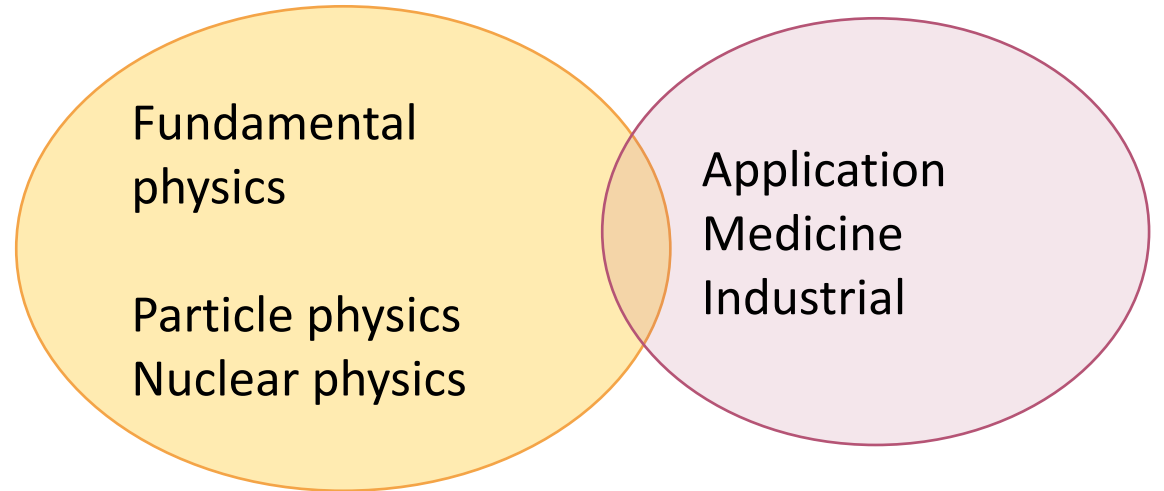 Fundamental
physics
Particle physics
Nuclear physics
Application
Medicine
Industrial